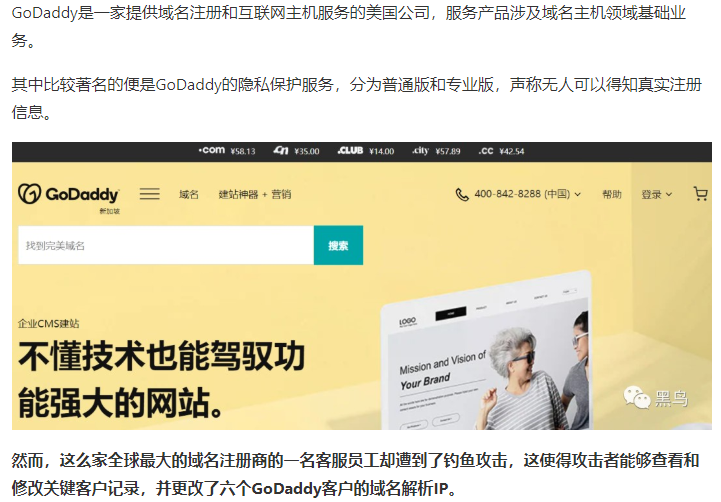 GoDaddy是一家提供域名注册和互联网主机服务的美国公司，服务产品涉及域名主机领域基础业
务。
其中比较著名的便是GoDaddy的隐私保护服务，分为普通版和专业版，声称无人可以得知真实注册
信息。
.com ¥58.13 .cn ¥35.00 .CLUB ¥14.00 .city ¥57.89 .cc ¥42.54
GoDaddy 域名 建站神器 + 营销 400-842-8288 (中国) 帮助 登录
新加坡
找到完美域名 搜索
企业CMS建站
不懂技术也能驾驭功
能强大的网站。
LOGO
Mission and Vision of
Your Brand
黑鸟
然而，这么家全球最大的域名注册商的一名客服员工却遭到了钓鱼攻击，这使得攻击者能够查看和
修改关键客户记录，并更改了六个GoDaddy客户的域名解析IP。